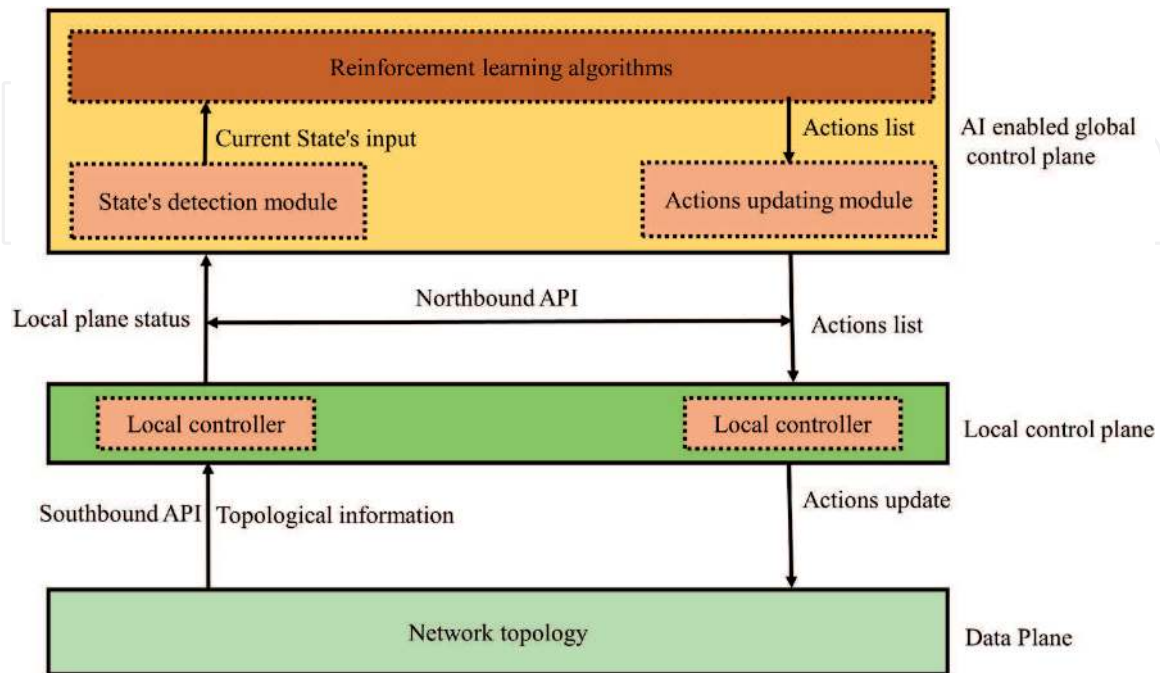 Reinforcement learning algorithms
Current State's input
Actions list
AI enabled global
control plane
State's detection module
Actions updating module
Northbound API
Local plane status
Actions list
Local controller
Local controller
Local control plane
Southbound API
Topological information
Actions update
Network topology
Data Plane